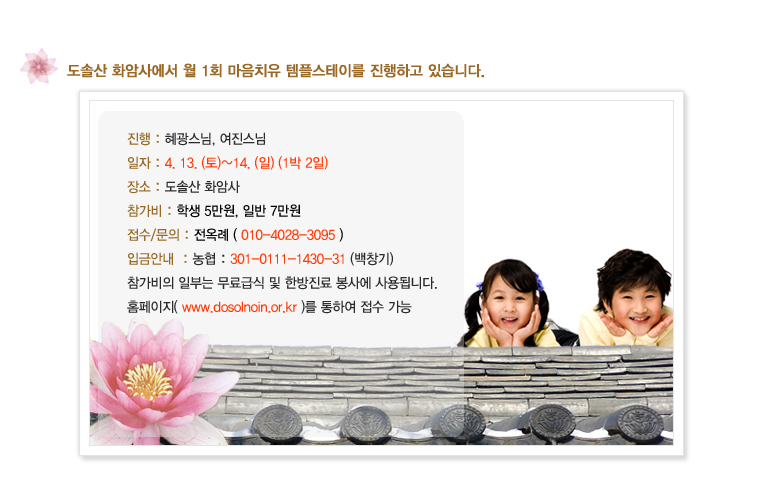 도솔산 화암사에서 월 1회 마음치유 템플스테이를 진행하고 있습니다.
진행 : 혜광스님, 여진스님
일자 : 4. 13. (토)~14. (일) (1박 2일)
장소 : 도솔산 화암사
참가비 : 학생 5만원, 일반 7만원
접수/문의 : 전옥례 ( 010-4028-3095 )
입금안내 : 농협 : 301-0111-1430-31 (백창기)
참가비의 일부는 무료급식 및 한방진료 봉사에 사용됩니다.
홈페이지( www.dosolnoin.or.kr )를 통하여 접수 가능